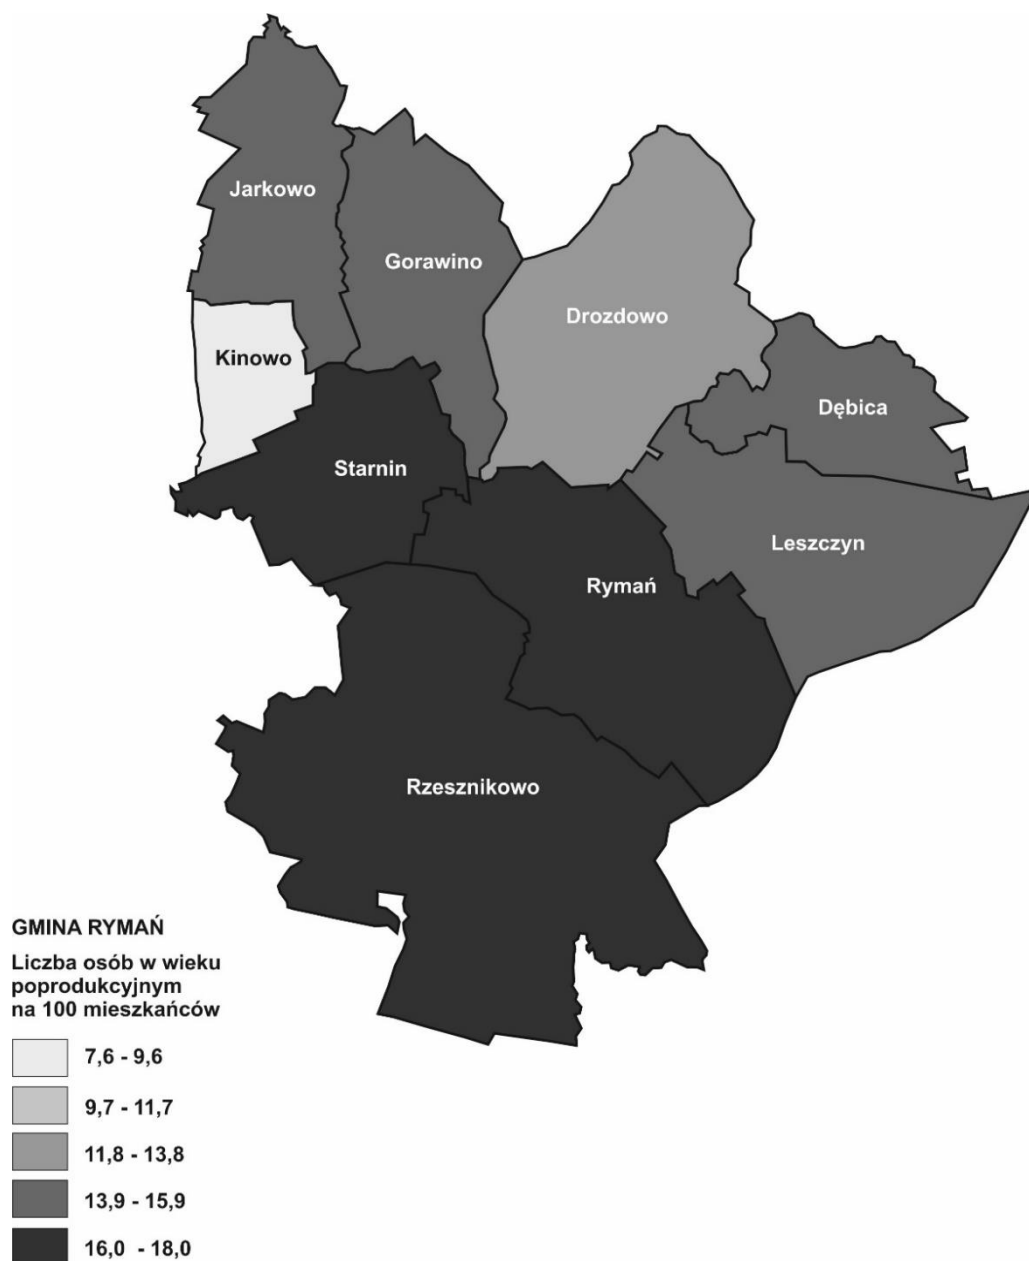 Jarkowo
Gorawino
Drozdowo
Kinowo
Dębica
Starnin
Leszczyn
Rymań
Rzesznikowo
GMINA RYMAŃ
Liczba osób w wieku
poprodukcyjnym
na 100 mieszkańców
7,6 - 9,6
9,7 - 11,7
11,8 - 13,8
13,9 - 15,9
16,0 - 18,0